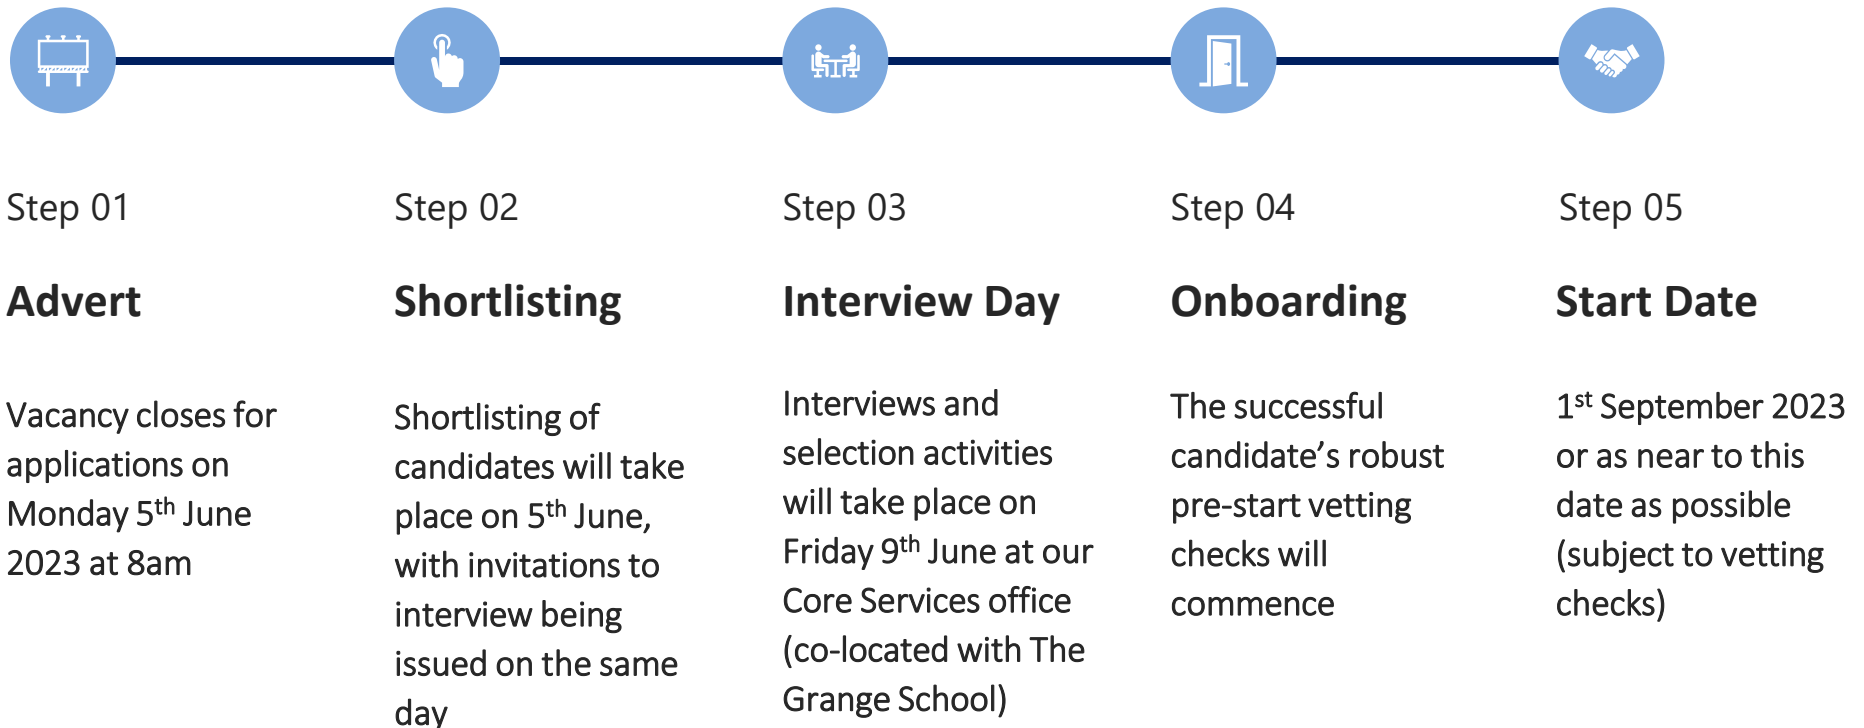 Step 01
Advert
Vacancy closes for
applications on
Monday 5th June
2023 at 8am
Step 02
Shortlisting
Shortlisting of
candidates will take
place on 5th June,
with invitations to
interview being
issued on the same
day
Step 03
Interview Day
Interviews and
selection activities
will take place on
Friday 9th June at our
Core Services office
(co-located with The
Grange School)
Step 04
Onboarding
The successful
candidate’s robust
pre-start vetting
checks will
commence
Step 05
Start Date
1st September 2023
or as near to this
date as possible
(subject to vetting
checks)